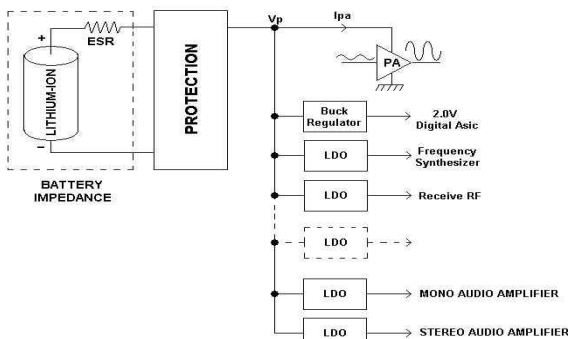 Vp
Ipa
+
ESR
LITHIUM-ION
−
PROTECTION
PA
BATTERY
IMPEDANCE
Buck
Regulator
2.0V
Digital Asic
LDO
Frequency
Synthesizer
LDO
Receive RF
LDO
LDO
MONO AUDIO AMPLIFIER
LDO
STEREO AUDIO AMPLIFIER